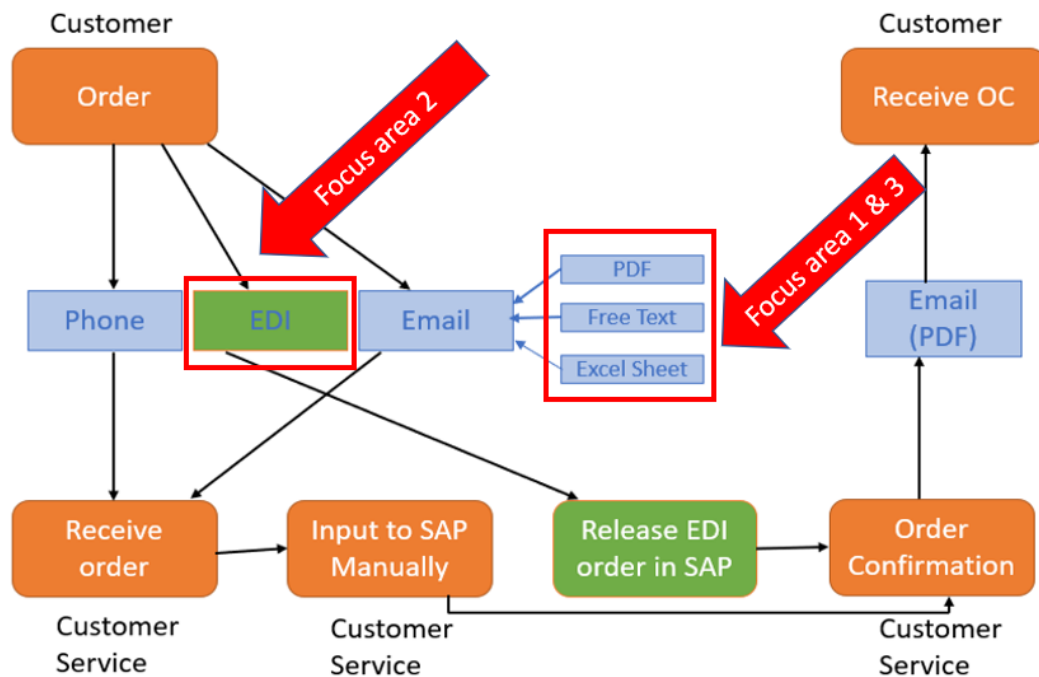 Customer
Customer
Order
Receive OC
Focus area 2
Focus area 1 & 3
Phone
EDI
Email
PDF
Free Text
Excel Sheet
Email
(PDF)
Receive
order
Input to SAP
Manually
Release EDI
order in SAP
Order
Confirmation
Customer
Service
Customer
Service
Customer
Service